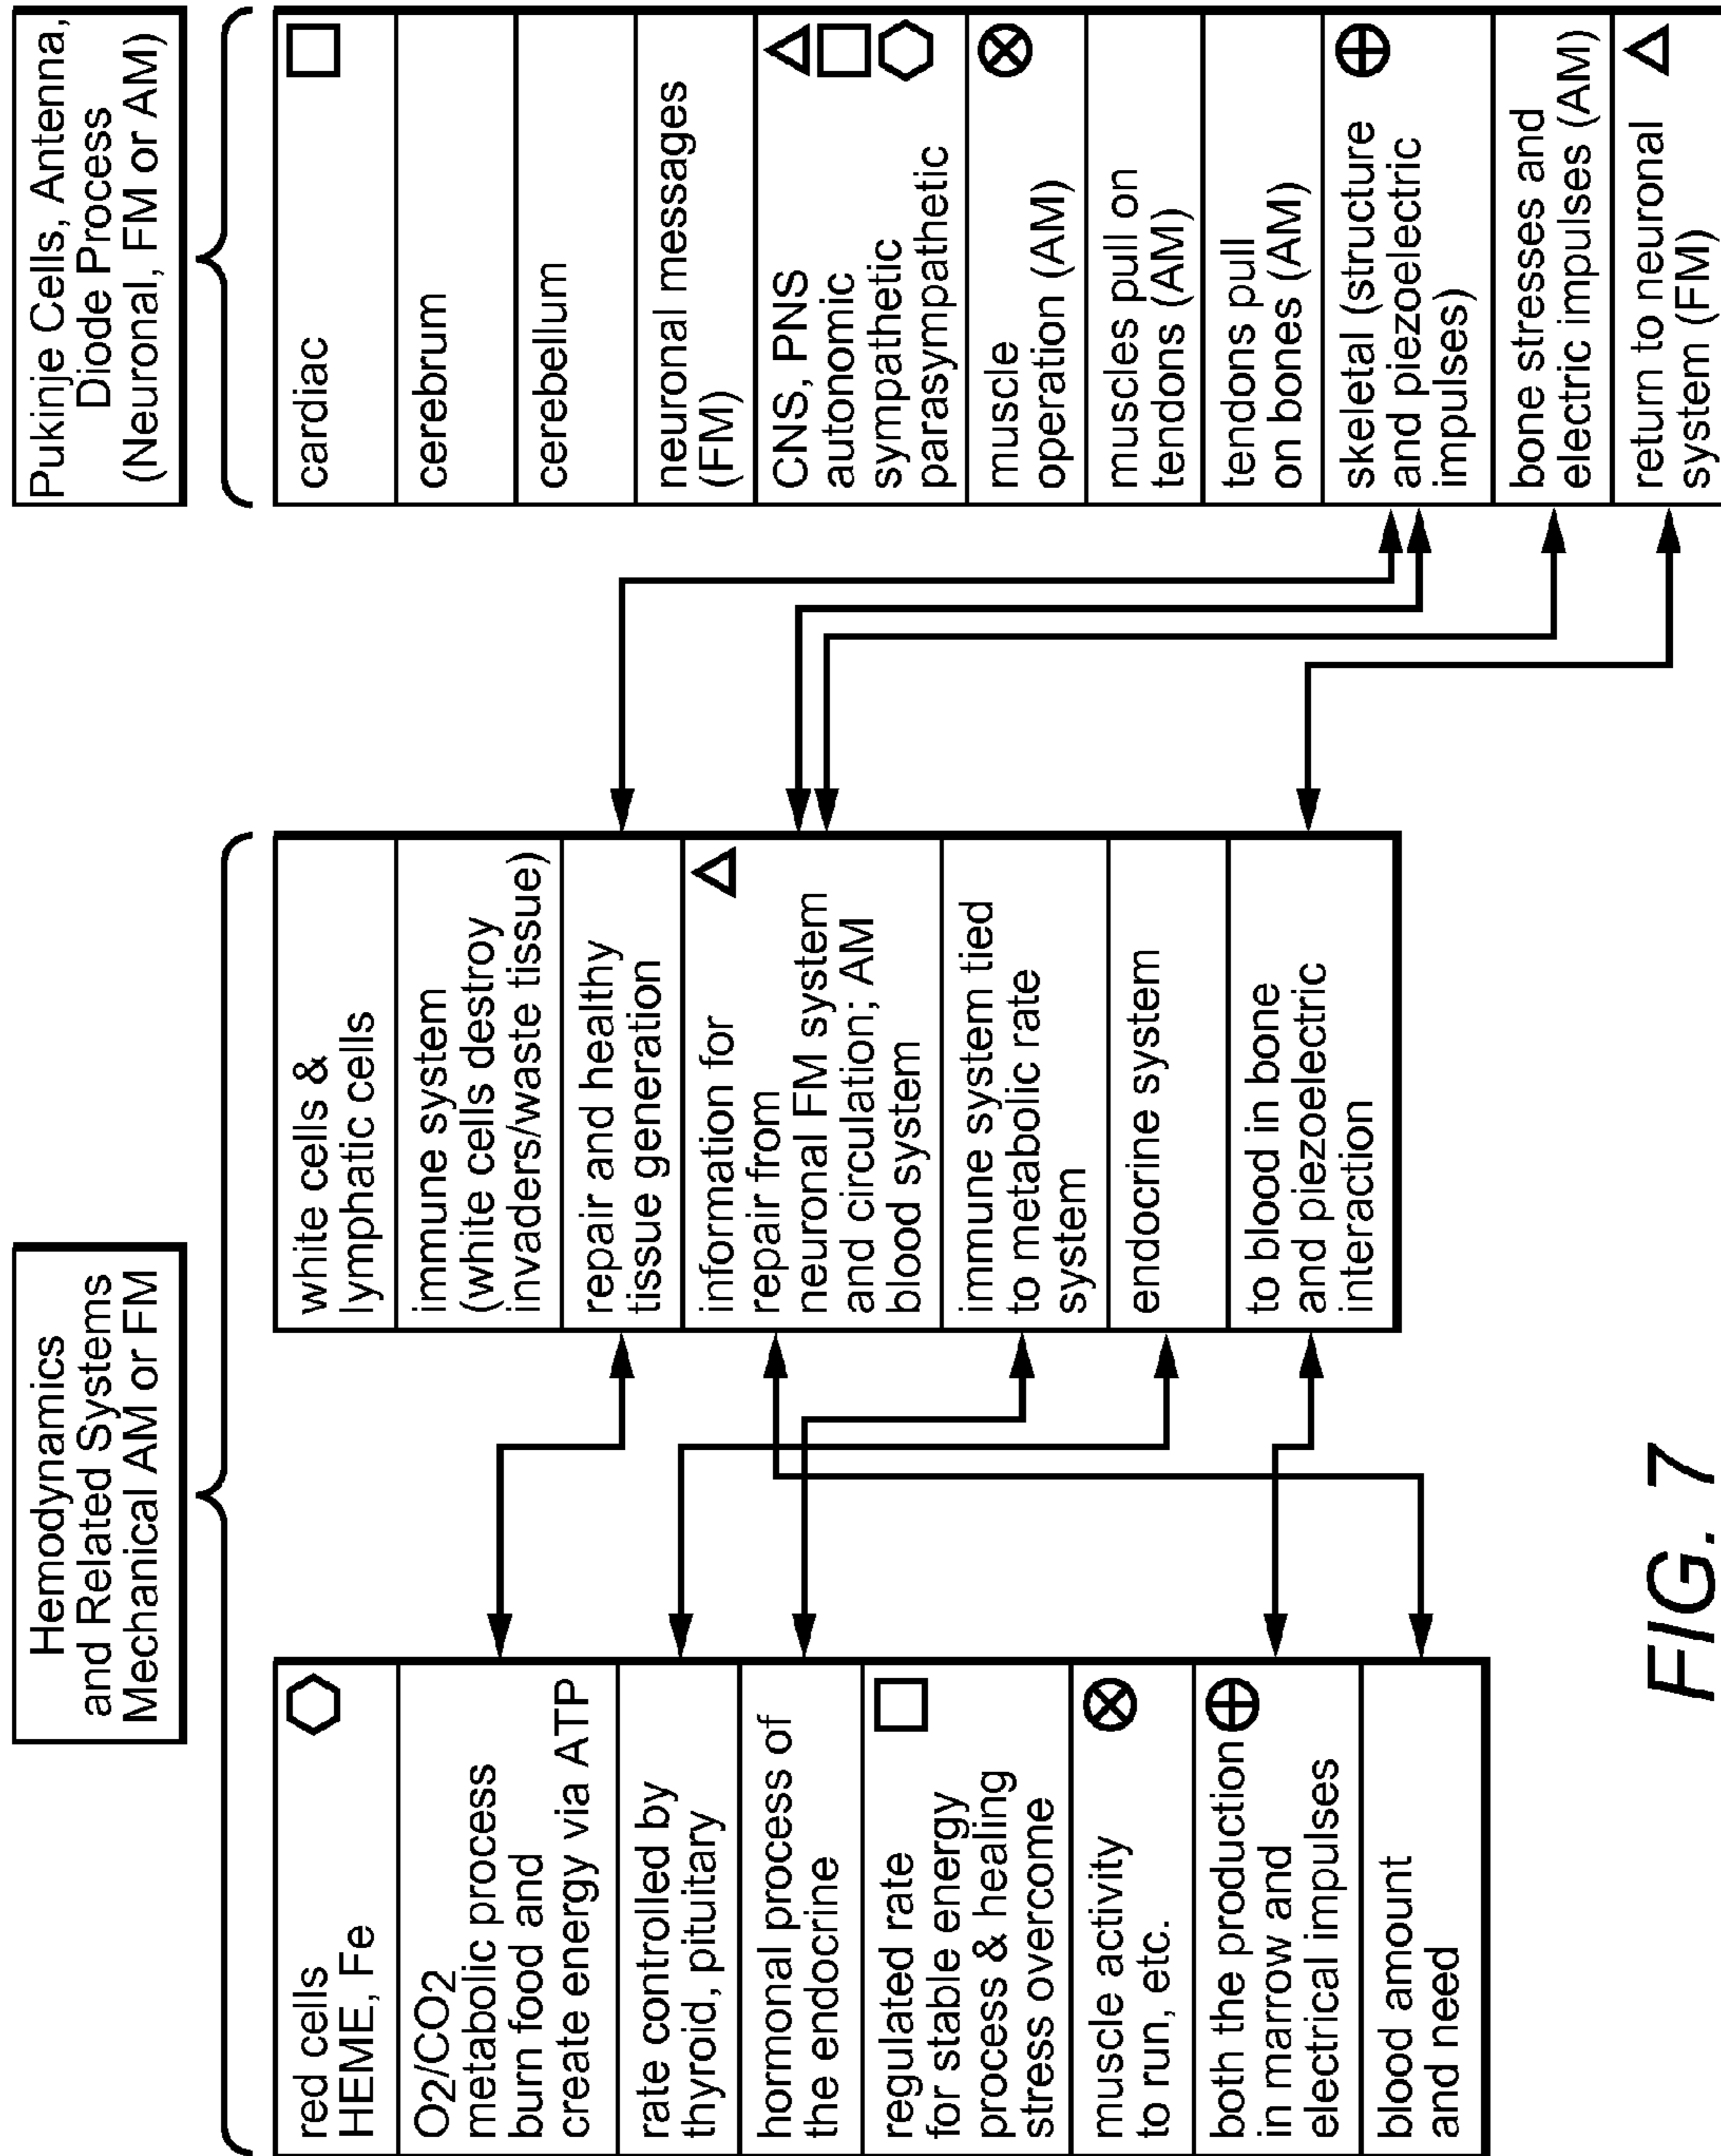 Hemodynamics
and Related Systems
Mechanical AM or FM
Pukinje Cells, Antenna,
Diode Process
(Neuronal, FM or AM)
red cells
HEME, Fe
O2/CO2
metabolic process
burn food and
create energy via ATP
rate controlled by
thyroid, pituitary
hormonal process of
the endocrine
regulated rate
for stable energy
process & healing
stress overcome
muscle activity
to run, etc.
both the production
in marrow and
electrical impulses
blood amount
and need
white cells &
lymphatic cells
immune system
(white cells destroy
invaders/waste tissue)
repair and healthy
tissue generation
information for
repair from
neuronal FM system
and circulation; AM
blood system
immune system tied
to metabolic rate
system
endocrine system
to blood in bone
and piezoelectric
interaction
cardiac
cerebrum
cerebellum
neuronal messages
(FM)
CNS, PNS
autonomic
sympathetic
parasympathetic
muscle
operation (AM)
muscles pull on
tendons (AM)
tendons pull
on bones (AM)
skeletal (structure
and piezoelectric
impulses)
bone stresses and
electric impulses (AM)
return to neuronal
system (FM)
FIG. 7